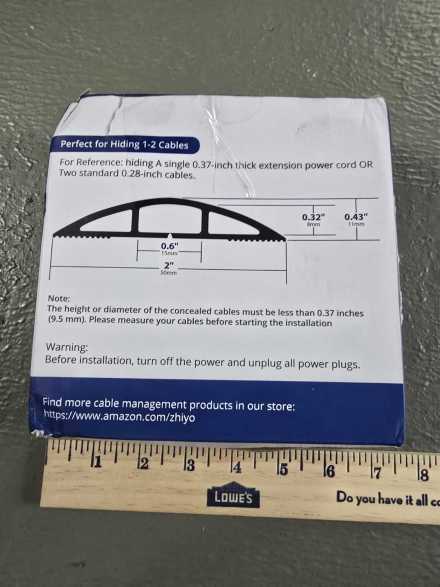 Perfect for Hiding 1-2 Cables
For Reference: hiding A single 0.37-inch thick extension power cord OR
Two standard 0.28-inch cables.
0.32" 0.43"
8mm 11mm
0.6"
15mm
2"
50mm
Note:
The height or diameter of the concealed cables must be less than 0.37 inches
(9.5 mm). Please measure your cables before starting the installation
Warning:
Before installation, turn off the power and unplug all power plugs.
Find more cable management products in our store:
https://www.amazon.com/zhiyo
1 2 3 4 5 6 7 8
LOWE'S
Do you have it all